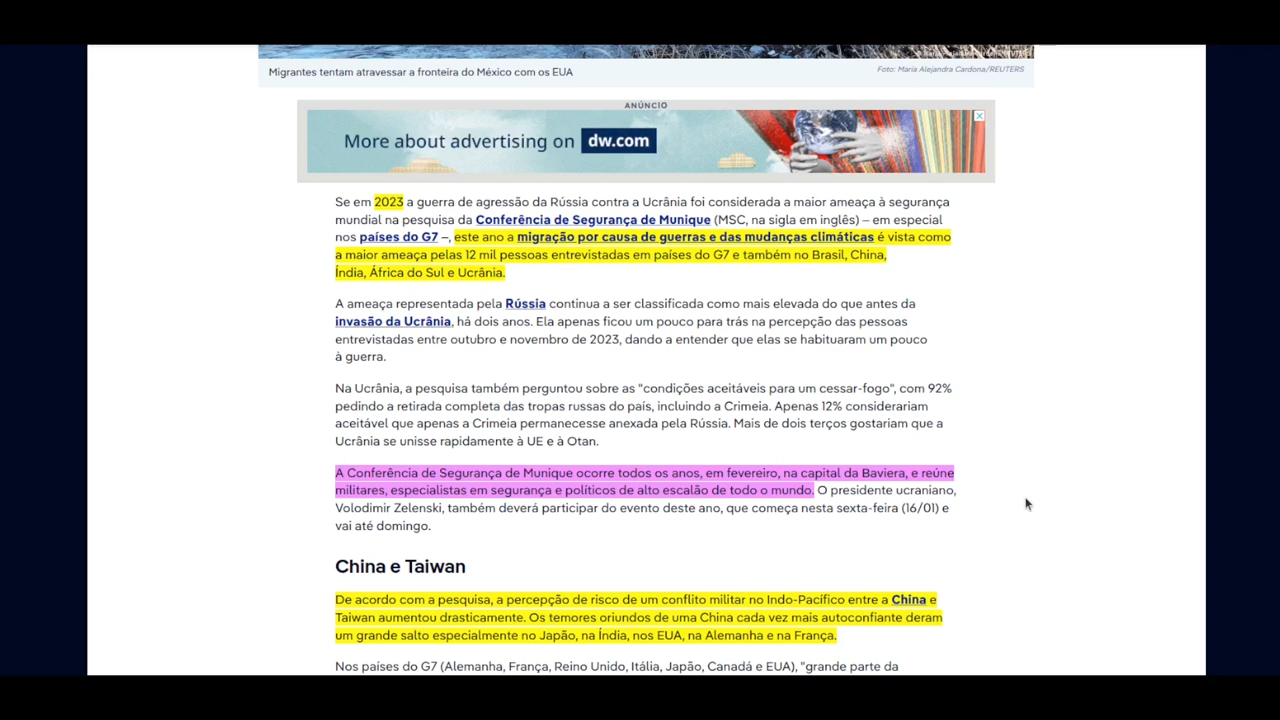 Migrantes tentam atravessar a fronteira do México com os EUA
Foto: Maria Alejandra Cardona/REUTERS
ANÚNCIO
More about advertising on dw.com
Se em 2023 a guerra de agressão da Rússia contra a Ucrânia foi considerada a maior ameaça à segurança
mundial na pesquisa da Conferência de Segurança de Munique (MSC, na sigla em inglês) – em especial
nos países do G7 –, este ano a migração por causa de guerras e das mudanças climáticas é vista como
a maior ameaça pelas 12 mil pessoas entrevistadas em países do G7 e também no Brasil, China,
Índia, África do Sul e Ucrânia.
A ameaça representada pela Rússia continua a ser classificada como mais elevada do que antes da
invasão da Ucrânia, há dois anos. Ela apenas ficou um pouco para trás na percepção das pessoas
entrevistadas entre outubro e novembro de 2023, dando a entender que elas se habituaram um pouco
à guerra.
Na Ucrânia, a pesquisa também perguntou sobre as "condições aceitáveis para um cessar-fogo", com 92%
pedindo a retirada completa das tropas russas do país, incluindo a Crimeia. Apenas 12% considerariam
aceitável que apenas a Crimeia permanecesse anexada pela Rússia. Mais de dois terços gostariam que a
Ucrânia se unisse rapidamente à UE e à Otan.
A Conferência de Segurança de Munique ocorre todos os anos, em fevereiro, na capital da Baviera, e reúne
militares, especialistas em segurança e políticos de alto escalão de todo o mundo. O presidente ucraniano,
Volodimir Zelenski, também deverá participar do evento deste ano, que começa nesta sexta-feira (16/01) e
vai até domingo.
China e Taiwan
De acordo com a pesquisa, a percepção de risco de um conflito militar no Indo-Pacífico entre a China e
Taiwan aumentou drasticamente. Os temores oriundos de uma China cada vez mais autoconfiante deram
um grande salto especialmente no Japão, na Índia, nos EUA, na Alemanha e na França.
Nos países do G7 (Alemanha, França, Reino Unido, Itália, Japão, Canadá e EUA), "grande parte da